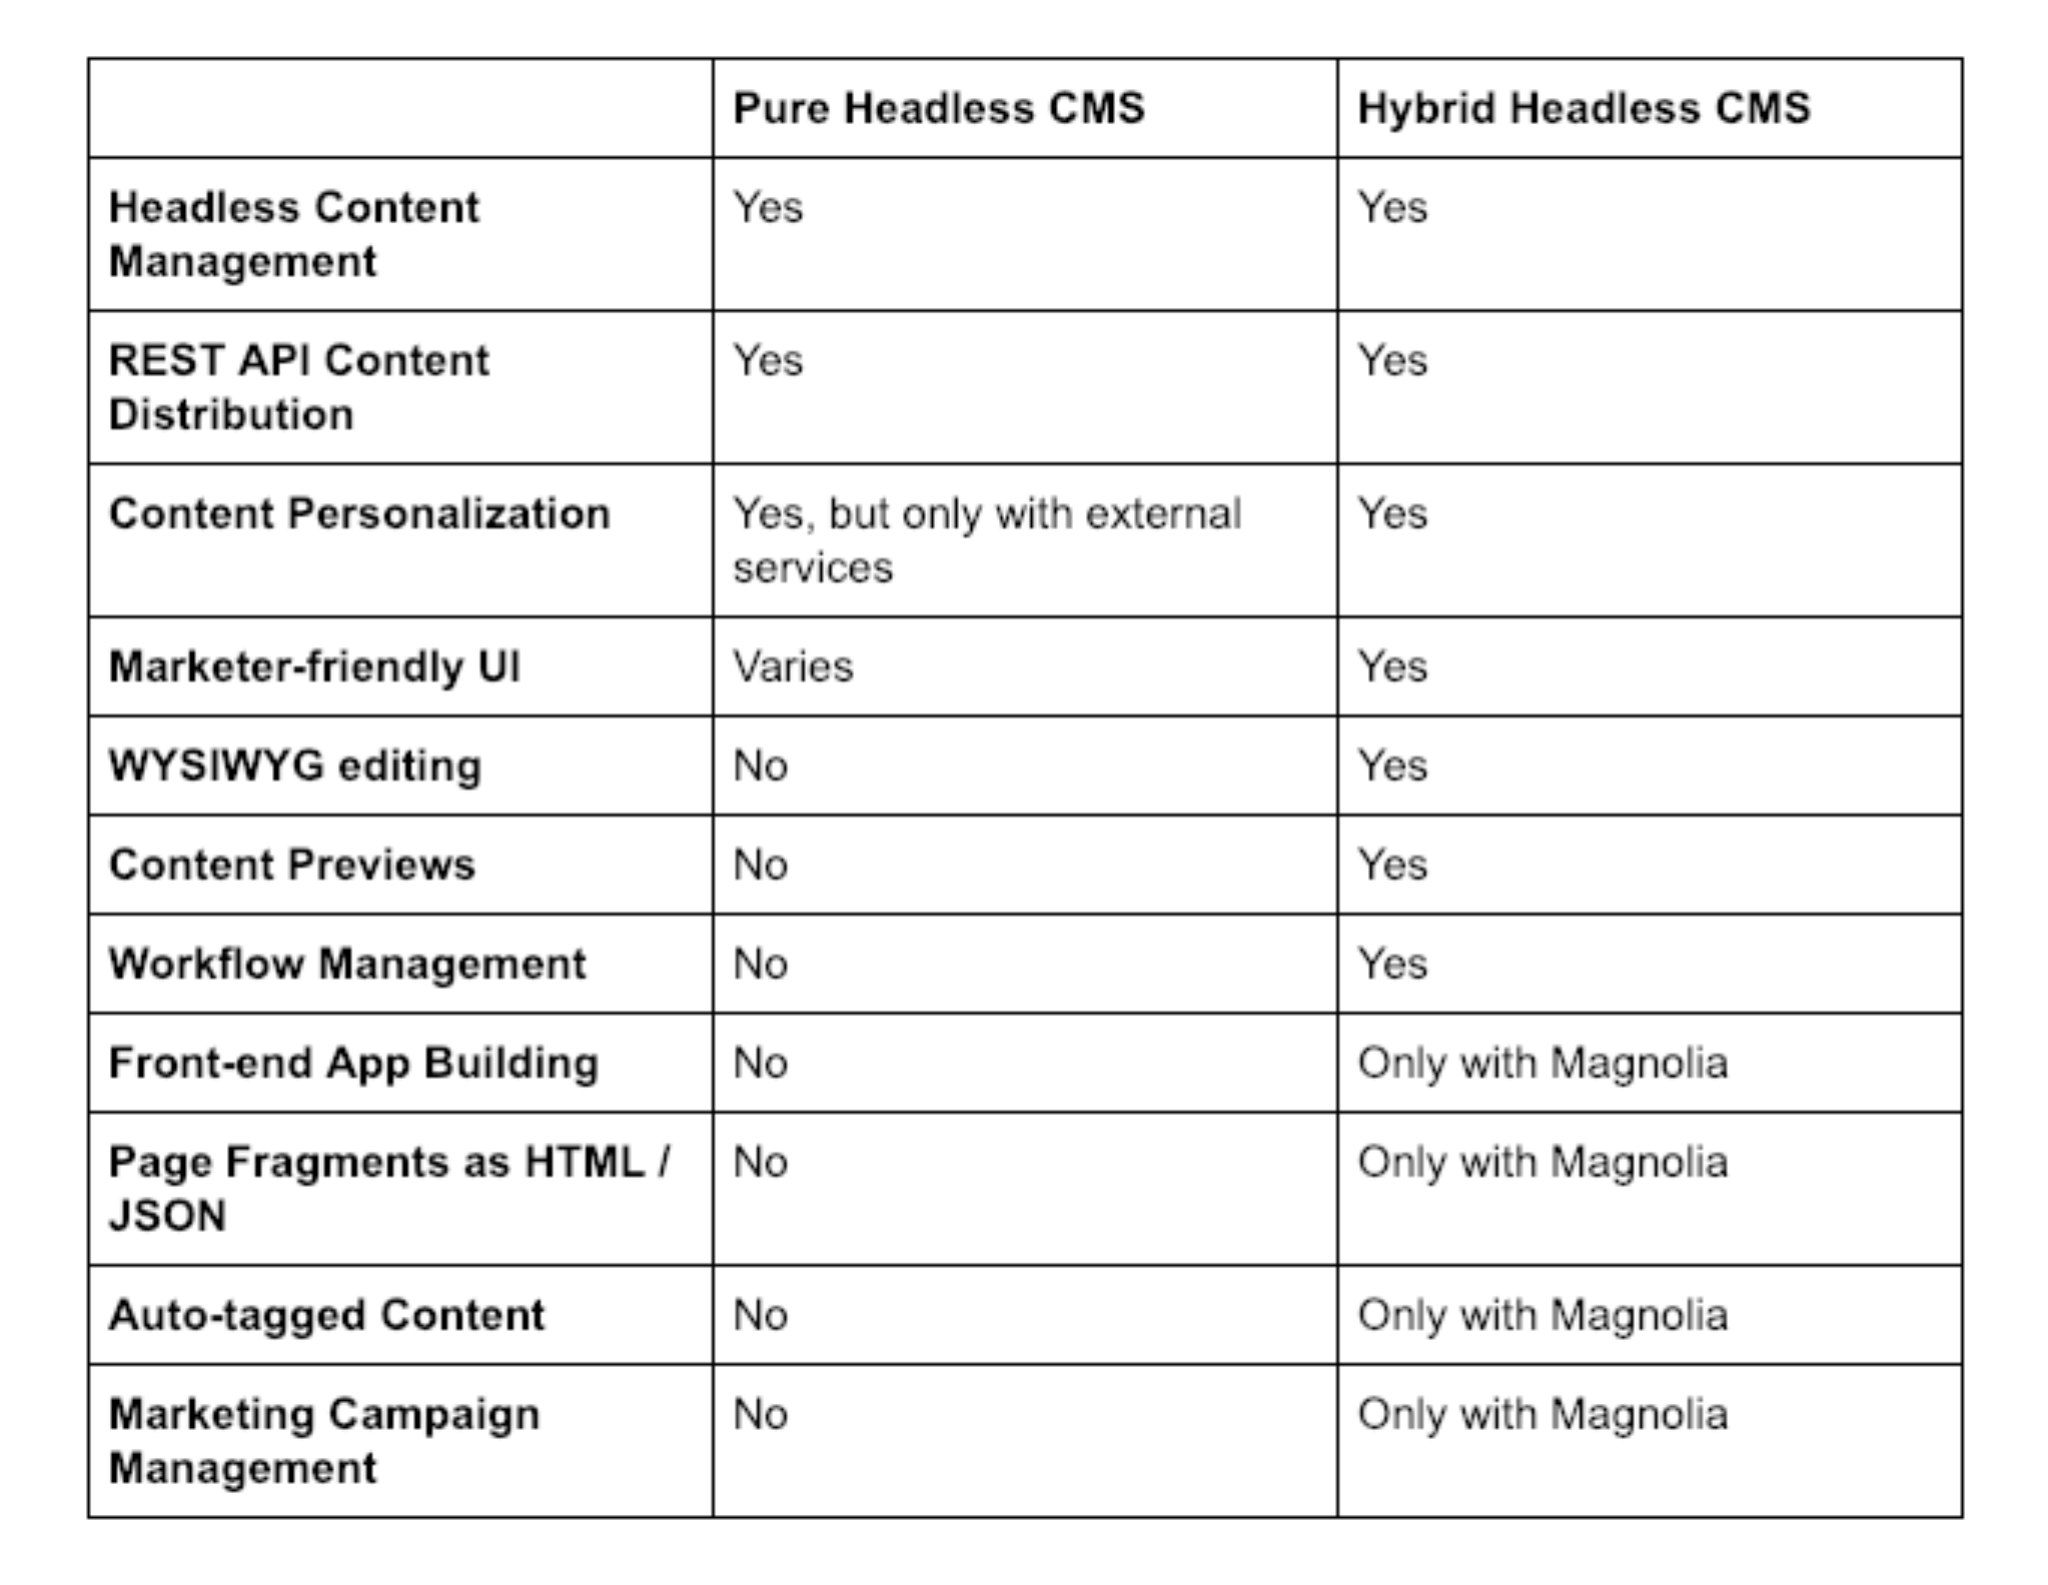 Pure Headless CMS
Hybrid Headless CMS
Headless Content
Management
Yes
Yes
REST API Content
Distribution
Yes
Yes
Content Personalization
Yes, but only with external
services
Yes
Marketer-friendly UI
Varies
Yes
WYSIWYG editing
No
Yes
Content Previews
No
Yes
Workflow Management
No
Yes
Front-end App Building
No
Only with Magnolia
Page Fragments as HTML /
JSON
No
Only with Magnolia
Auto-tagged Content
No
Only with Magnolia
Marketing Campaign
Management
No
Only with Magnolia